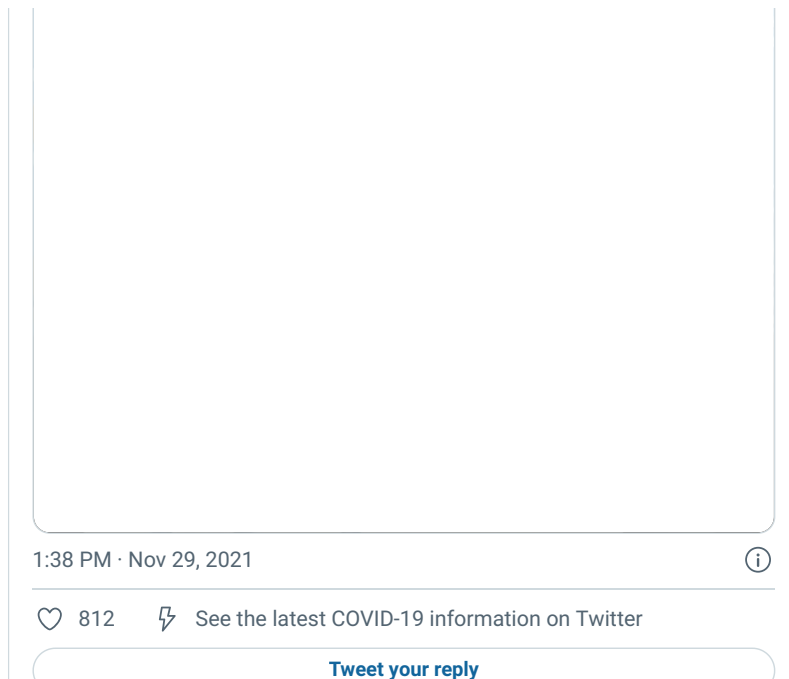 1:38 PM · Nov 29, 2021
812 See the latest COVID-19 information on Twitter
Tweet your reply